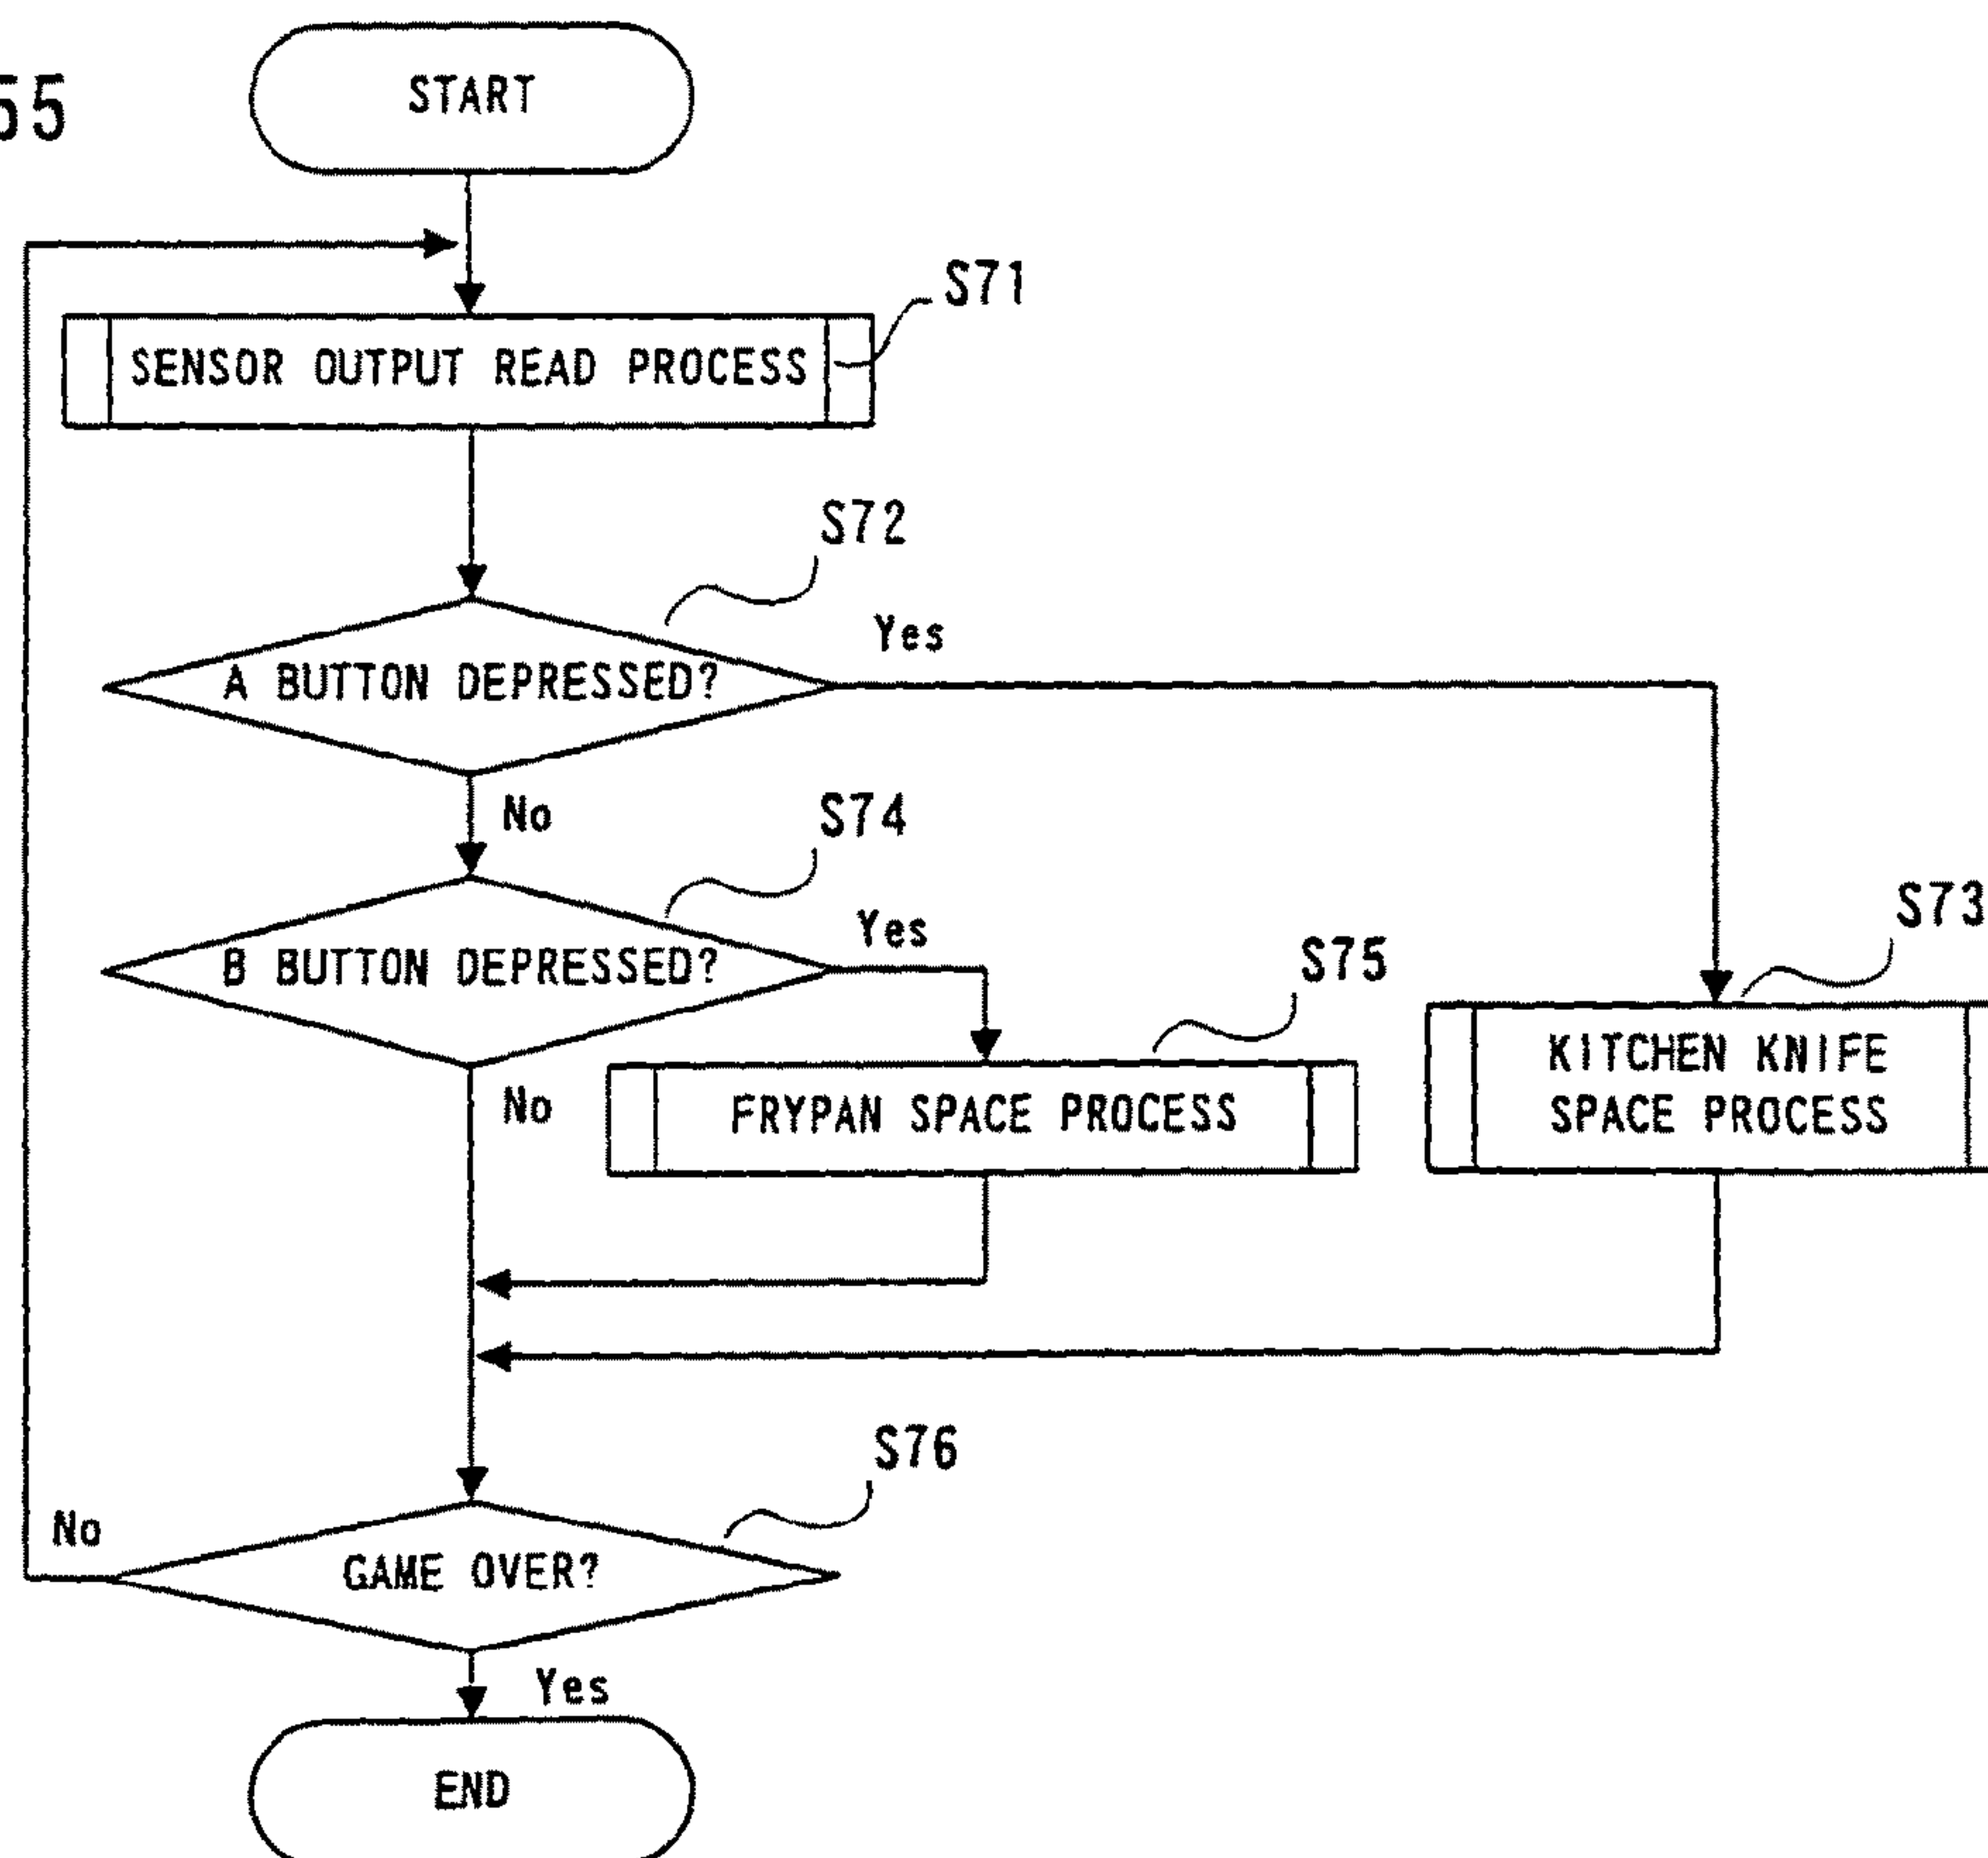 55
START
S71
SENSOR OUTPUT READ PROCESS
S72
Yes
A BUTTON DEPRESSED?
No
S74
Yes
B BUTTON DEPRESSED?
No
S75
FRYPAN SPACE PROCESS
S73
KITCHEN KNIFE
SPACE PROCESS
S76
No
GAME OVER?
Yes
END